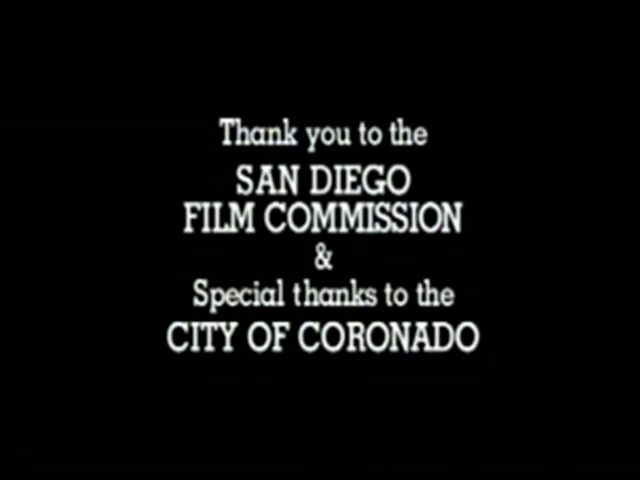 Thank you to the
SAN DIEGO
FILM COMMISSION
&
Special thanks to the
CITY OF CORONADO